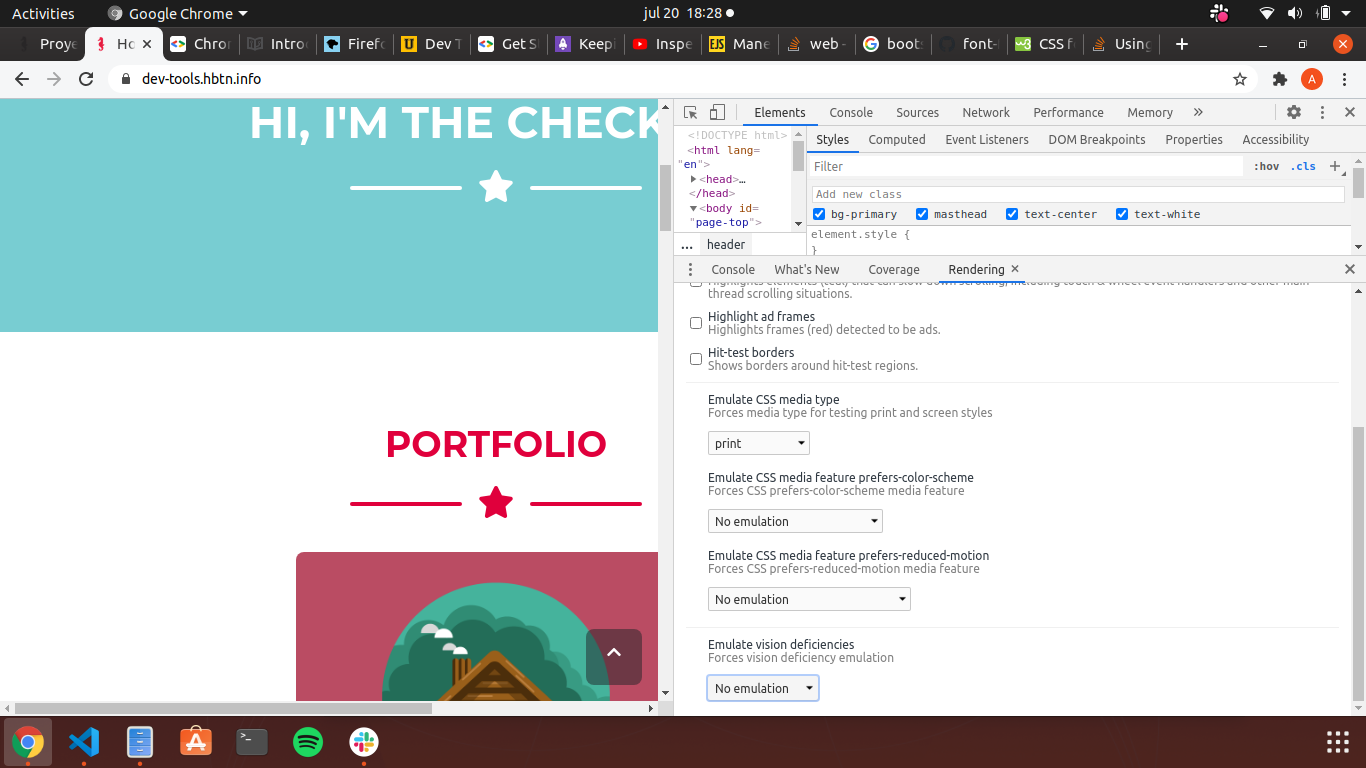 Activities
Google Chrome
jul 20 18:28
Proye
Ho
Chron
Introd
Firefo
Dev T
Get St
Keepi
Inspe
Mane
web -
boots
font-
CSS f
Using
dev-tools.hbtn.info
A
HI, I'M THE CHECK
PORTFOLIO
Elements
Console
Sources
Network
Performance
Memory
<!DOCTYPE html>
<html lang=
"en">
<head>…
</head>
<body id=
"page-top">
… header
Styles
Computed
Event Listeners
DOM Breakpoints
Properties
Accessibility
Filter
:hov .cls
Add new class
bg-primary
masthead
text-center
text-white
element.style {
}
Console
What's New
Coverage
Rendering
thread scrolling situations.
Highlight ad frames
Highlights frames (red) detected to be ads.
Hit-test borders
Shows borders around hit-test regions.
Emulate CSS media type
Forces media type for testing print and screen styles
print
Emulate CSS media feature prefers-color-scheme
Forces CSS prefers-color-scheme media feature
No emulation
Emulate CSS media feature prefers-reduced-motion
Forces CSS prefers-reduced-motion media feature
No emulation
Emulate vision deficiencies
Forces vision deficiency emulation
No emulation